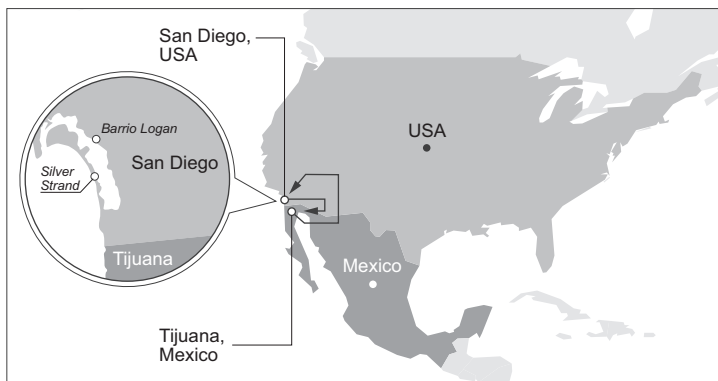 San Diego,
USA
Barrio Logan
San Diego
Silver
Strand
Tijuana
USA
Mexico
Tijuana,
Mexico